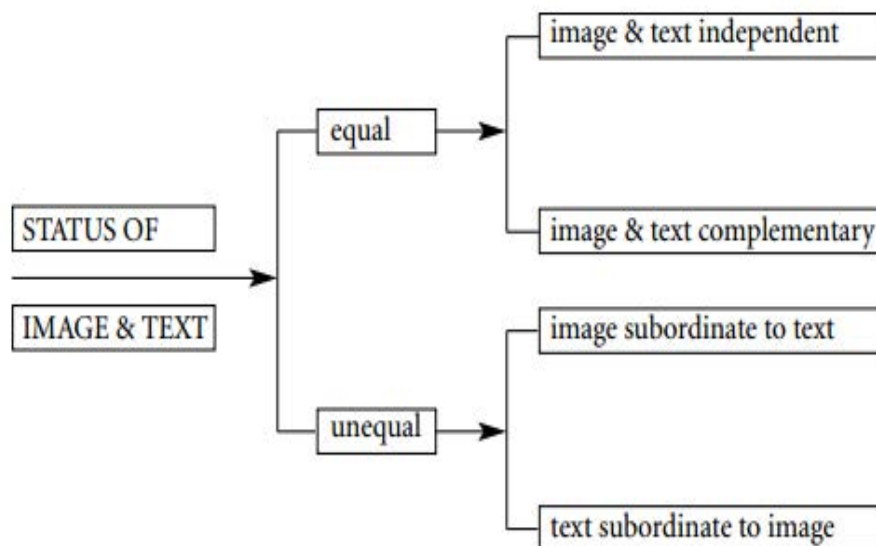 image & text independent
equal
image & text complementary
STATUS OF
IMAGE & TEXT
image subordinate to text
unequal
text subordinate to image